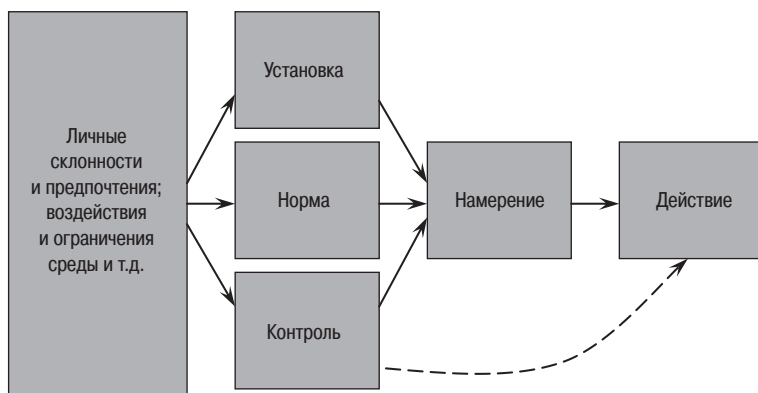 Личные
склонности
и предпочтения;
воздействия
и ограничения
среды и т.д.
Установка
Норма
Контроль
Намерение
Действие